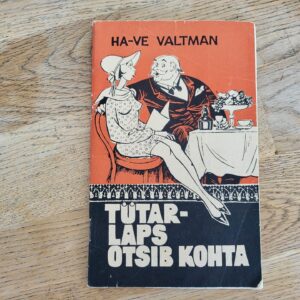 HA-VE VALTMAN
TÜTAR-
LAPS
OTSIB KOHTA